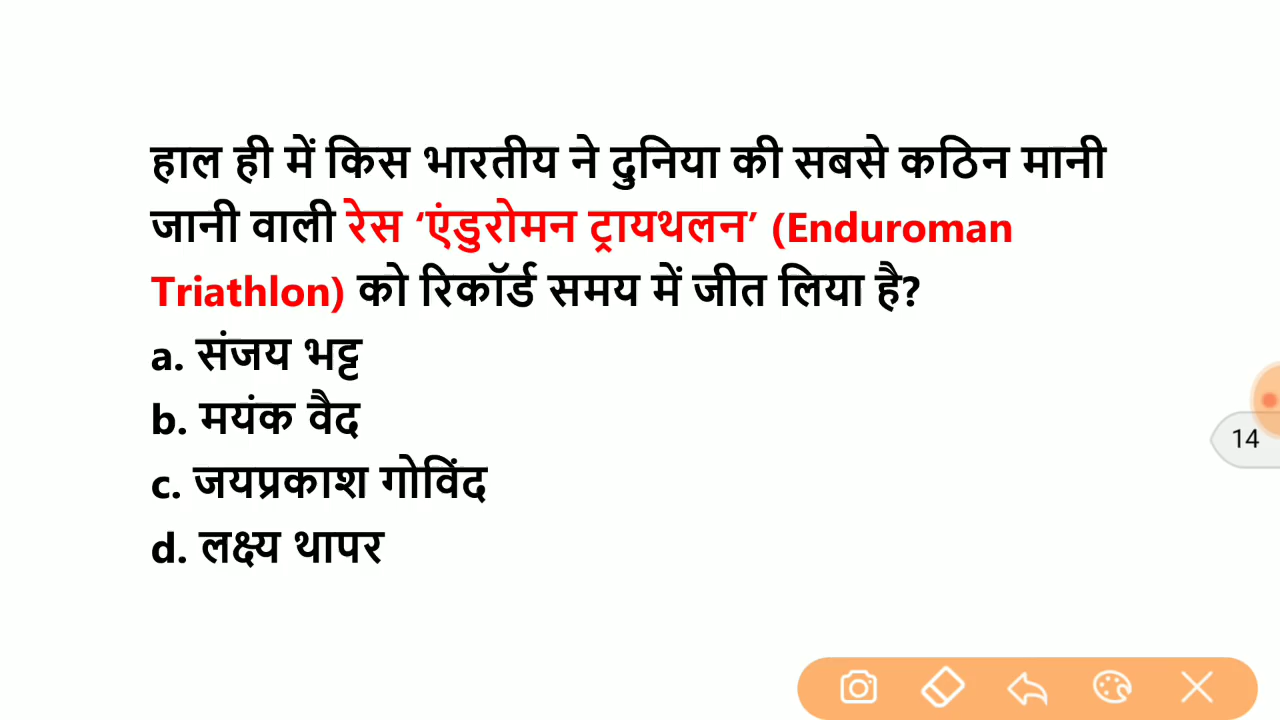 हाल ही में किस भारतीय ने दुनिया की सबसे कठिन मानी
जानी वाली रेस ‘एंडुरोमन ट्रायथलन’ (Enduroman
Triathlon) को रिकॉर्ड समय में जीत लिया है?
a. संजय भट्ट
b. मयंक वैद
c. जयप्रकाश गोविंद
d. लक्ष्य थापर
14